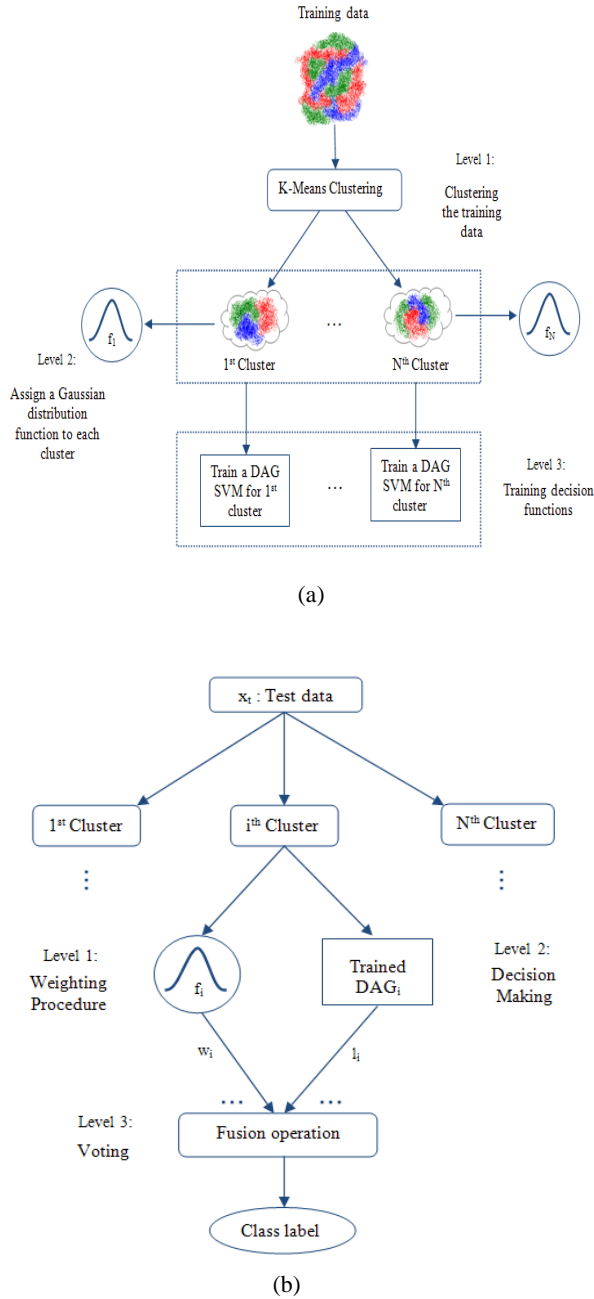 Training data
K-Means Clustering
Level 1:
Clustering
the training
data
f1
...
fN
1st Cluster
Nth Cluster
Level 2:
Assign a Gaussian
distribution
function to each
cluster
Train a DAG
SVM for 1st
cluster
...
Train a DAG
SVM for Nth
cluster
Level 3:
Training decision
functions
(a)
xt : Test data
1st Cluster
ith Cluster
Nth Cluster
⋮
⋮
Level 1:
Weighting
Procedure
fi
Trained
DAGi
Level 2:
Decision
Making
wi
li
...
...
Level 3:
Voting
Fusion operation
Class label
(b)